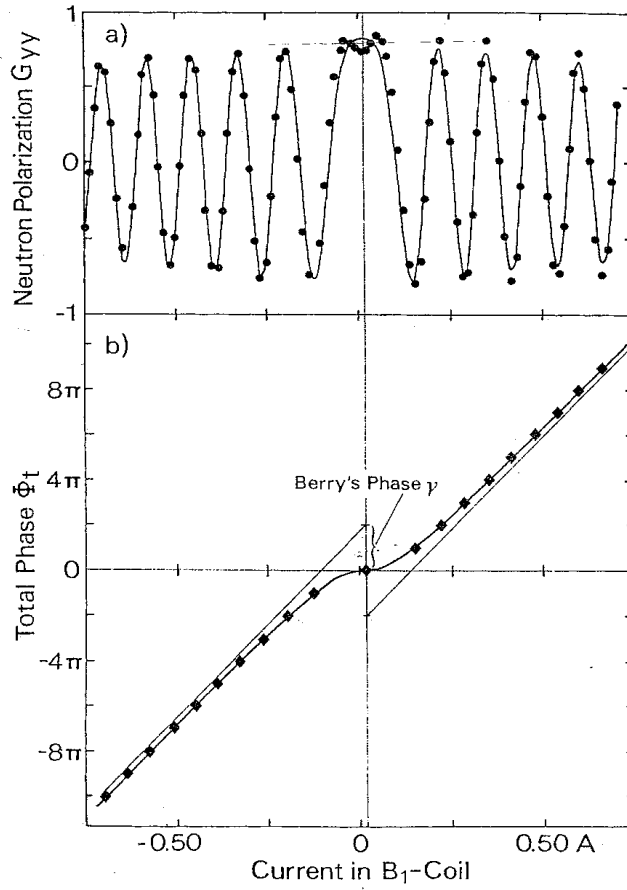 a)
1
0
-1
Neutron Polarization Gyy
b)
8π
4π
0
-4π
-8π
Total Phase Φt
Berry's Phase γ
-0.50 0 0.50 A
Current in B1-Coil